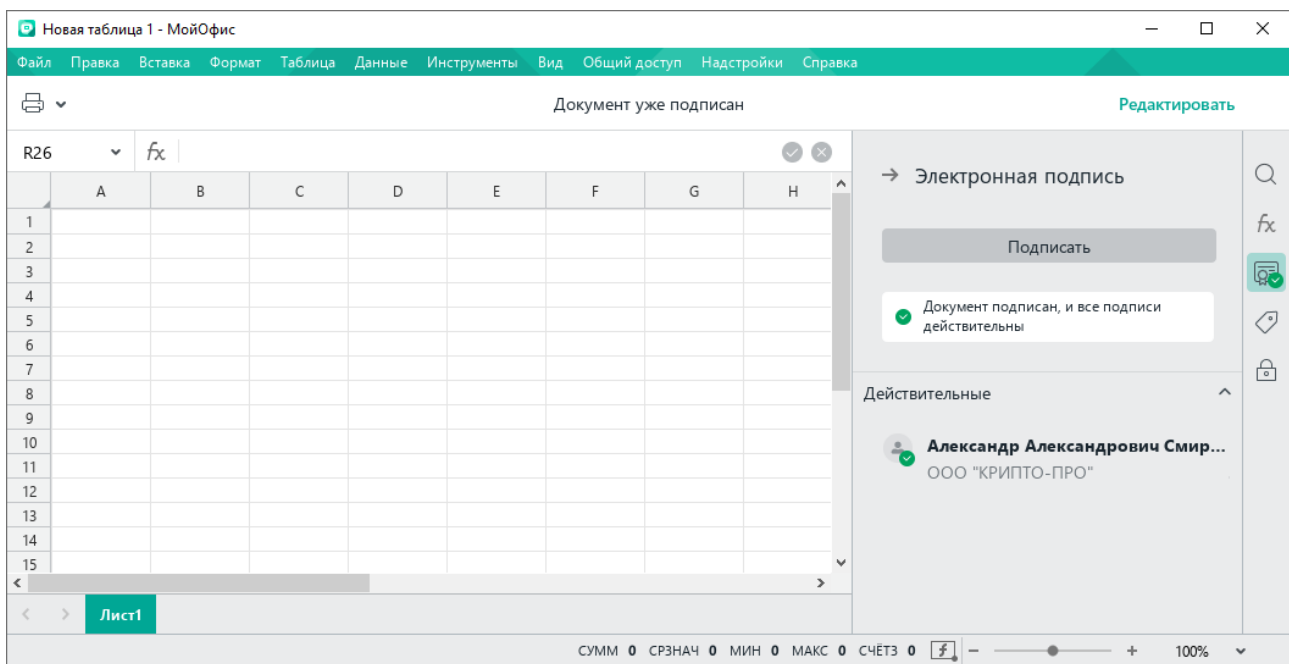 Новая таблица 1 - МойОфис
Файл Правка Вставка Формат Таблица Данные Инструменты Вид Общий доступ Надстройки Справка
Документ уже подписан Редактировать
R26 fx
A B C D E F G H
1
2
3
4
5
6
7
8
9
10
11
12
13
14
15
Лист1
Электронная подпись
Подписать
Документ подписан, и все подписи
действительны
Действительные
Александр Александрович Смир...
ООО "КРИПТО-ПРО"
fx
СУММ 0 СРЗНАЧ 0 МИН 0 МАКС 0 СЧЁТЗ 0 f − + 100%